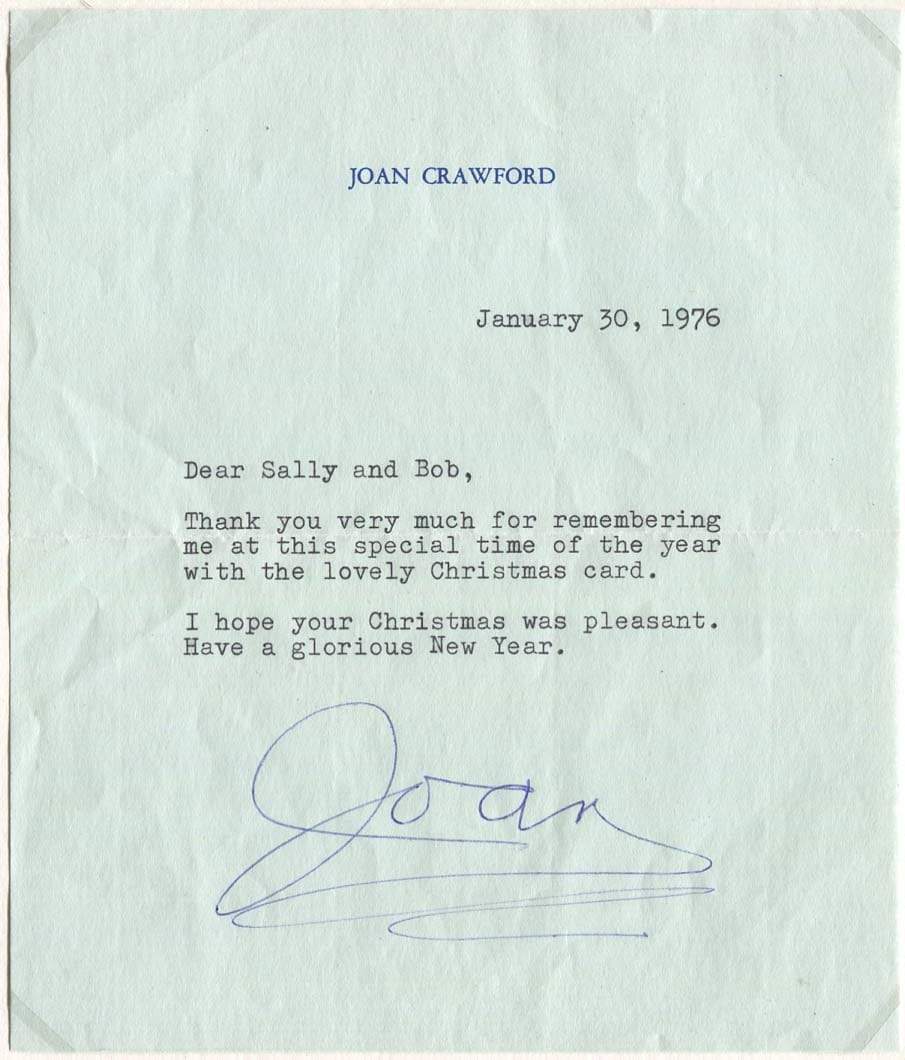 JOAN CRAWFORD
January 30, 1976
Dear Sally and Bob,
Thank you very much for remembering
me at this special time of the year
with the lovely Christmas card.
I hope your Christmas was pleasant.
Have a glorious New Year.
Joan